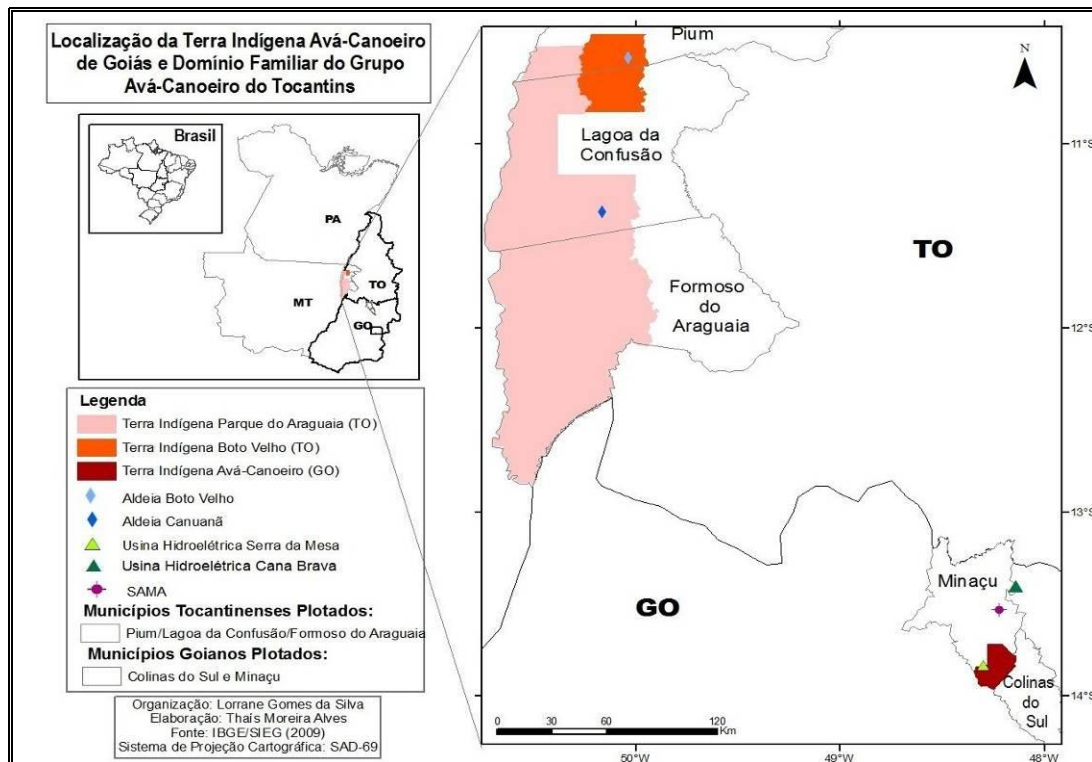 Localização da Terra Indígena Avá-Canoeiro
de Goiás e Domínio Familiar do Grupo
Avá-Canoeiro do Tocantins
Brasil
PA
MT
TO
GO
Legenda
Terra Indígena Parque do Araguaia (TO)
Terra Indígena Boto Velho (TO)
Terra Indígena Avá-Canoeiro (GO)
Aldeia Boto Velho
Aldeia Canuanã
Usina Hidroelétrica Serra da Mesa
Usina Hidroelétrica Cana Brava
SAMA
Municípios Tocantinenses Plotados:
Pium/Lagoa da Confusão/Formoso do Araguaia
Municípios Goianos Plotados:
Colinas do Sul e Minaçu
Organização: Lorrane Gomes da Silva
Elaboração: Thaís Moreira Alves
Fonte: IBGE/SIEG (2009)
Sistema de Projeção Cartográfica: SAD-69
Pium
N
Lagoa da
Confusão
TO
Formoso
do
Araguaia
GO
Minaçu
Colinas
do
Sul
11°S
12°S
13°S
14°S
0 30 60 120
Km
50°W
49°W
48°W